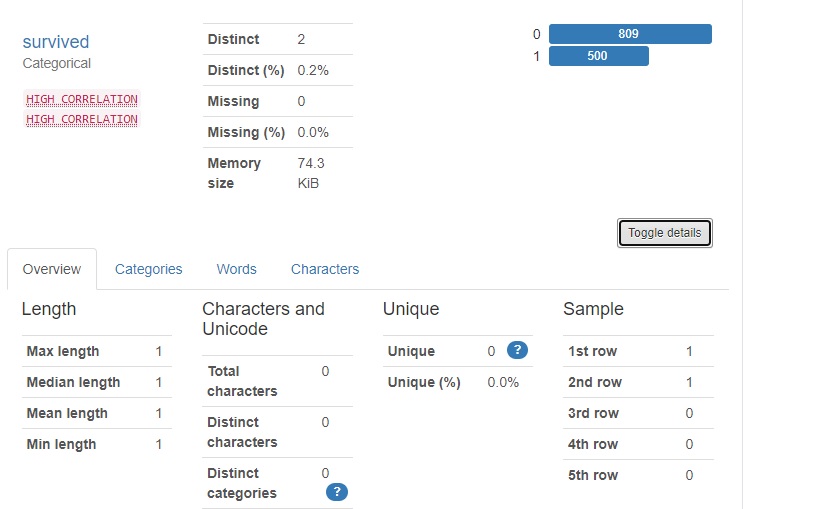 survived
Categorical
HIGH CORRELATION
HIGH CORRELATION
Distinct 2
Distinct (%) 0.2%
Missing 0
Missing (%) 0.0%
Memory size 74.3 KiB
0 809
1 500
Toggle details
Overview Categories Words Characters
Length
Max length 1
Median length 1
Mean length 1
Min length 1
Characters and
Unicode
Total characters 0
Distinct characters 0
Distinct categories 0 ?
Unique
Unique 0 ?
Unique (%) 0.0%
Sample
1st row 1
2nd row 1
3rd row 0
4th row 0
5th row 0